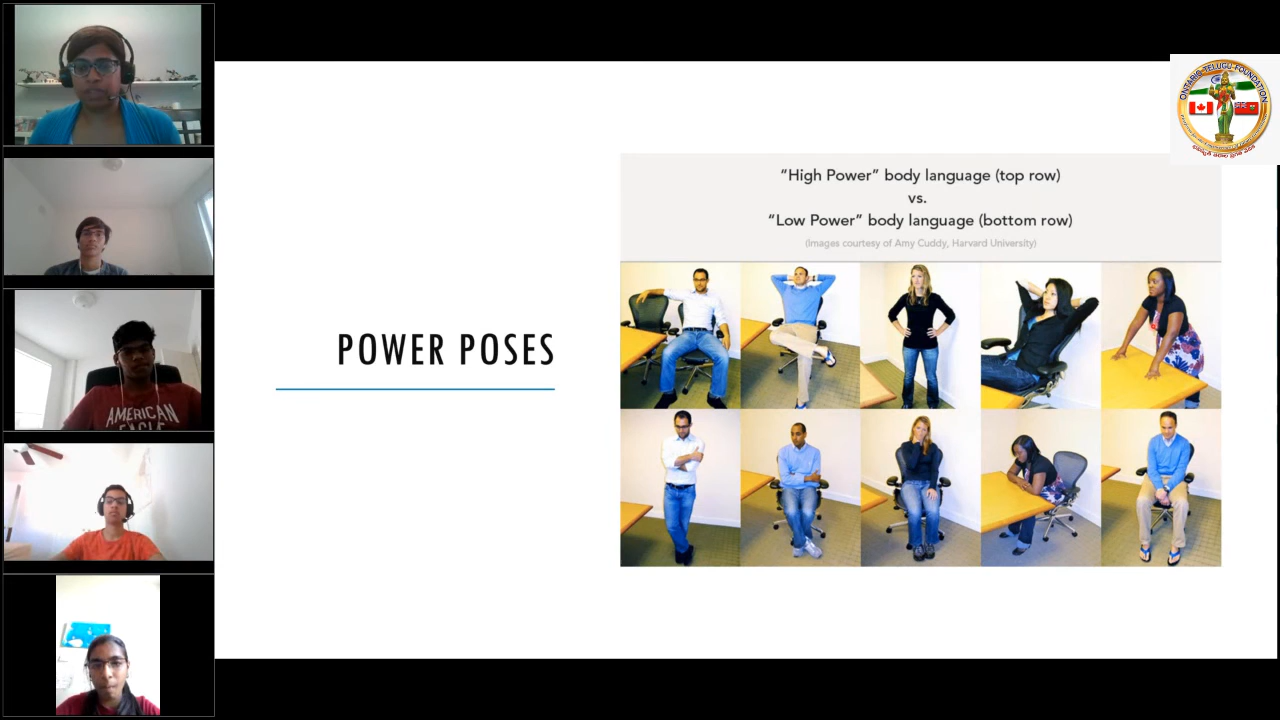 ONTARIO TELUGU FOUNDATION
"High Power" body language (top row)
vs.
"Low Power" body language (bottom row)
(Images courtesy of Amy Cuddy, Harvard University)
POWER POSES
AMERICAN
EAGLE